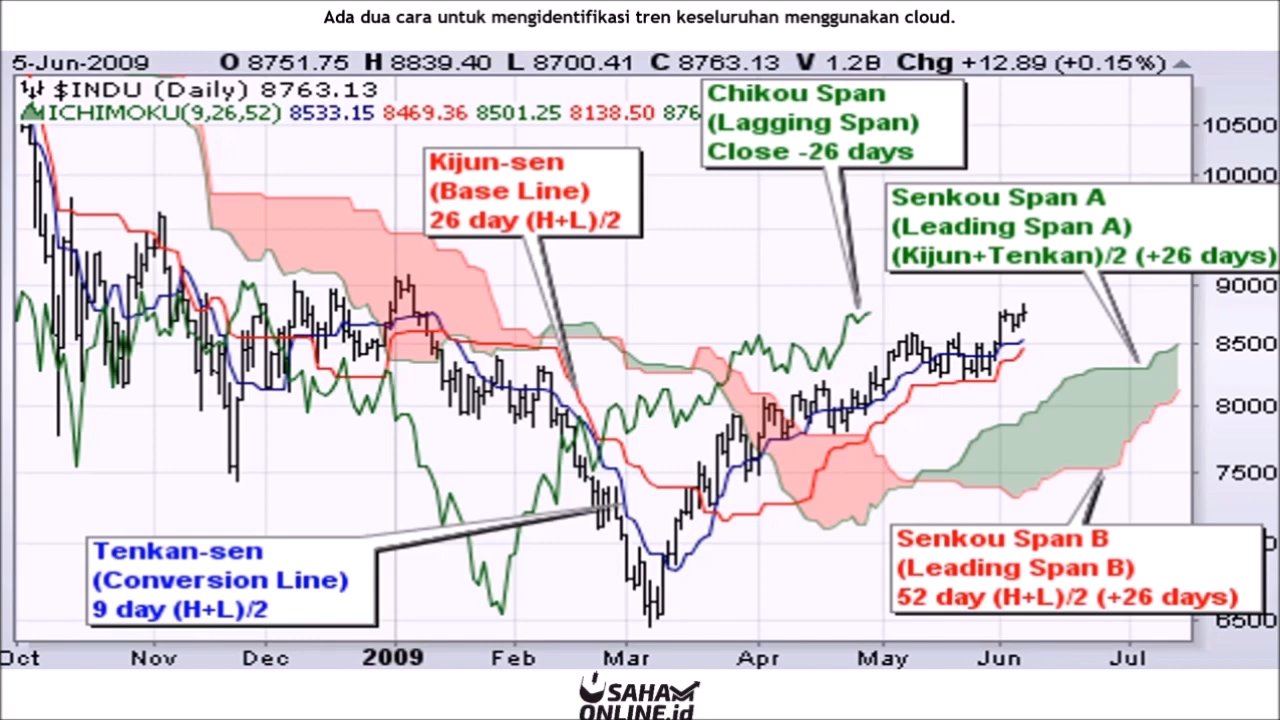 Ada dua cara untuk mengidentifikasi tren keseluruhan menggunakan cloud.
5-Jun-2009 O 8751.75 H 8839.40 L 8700.41 C 8763.13 V 1.2B Chg +12.89 (+0.15%)
$INDU (Daily) 8763.13
ICHIMOKU(9,26,52) 8533.15 8469.36 8501.25 8138.50 876
Chikou Span
(Lagging Span)
Close -26 days
Kijun-sen
(Base Line)
26 day (H+L)/2
Senkou Span A
(Leading Span A)
(Kijun+Tenkan)/2 (+26 days)
Tenkan-sen
(Conversion Line)
9 day (H+L)/2
Senkou Span B
(Leading Span B)
52 day (H+L)/2 (+26 days)
10500
10000
9000
8500
8000
7500
6500
Oct Nov Dec 2009 Feb Mar Apr May Jun Jul
SAHAM
ONLINE.id